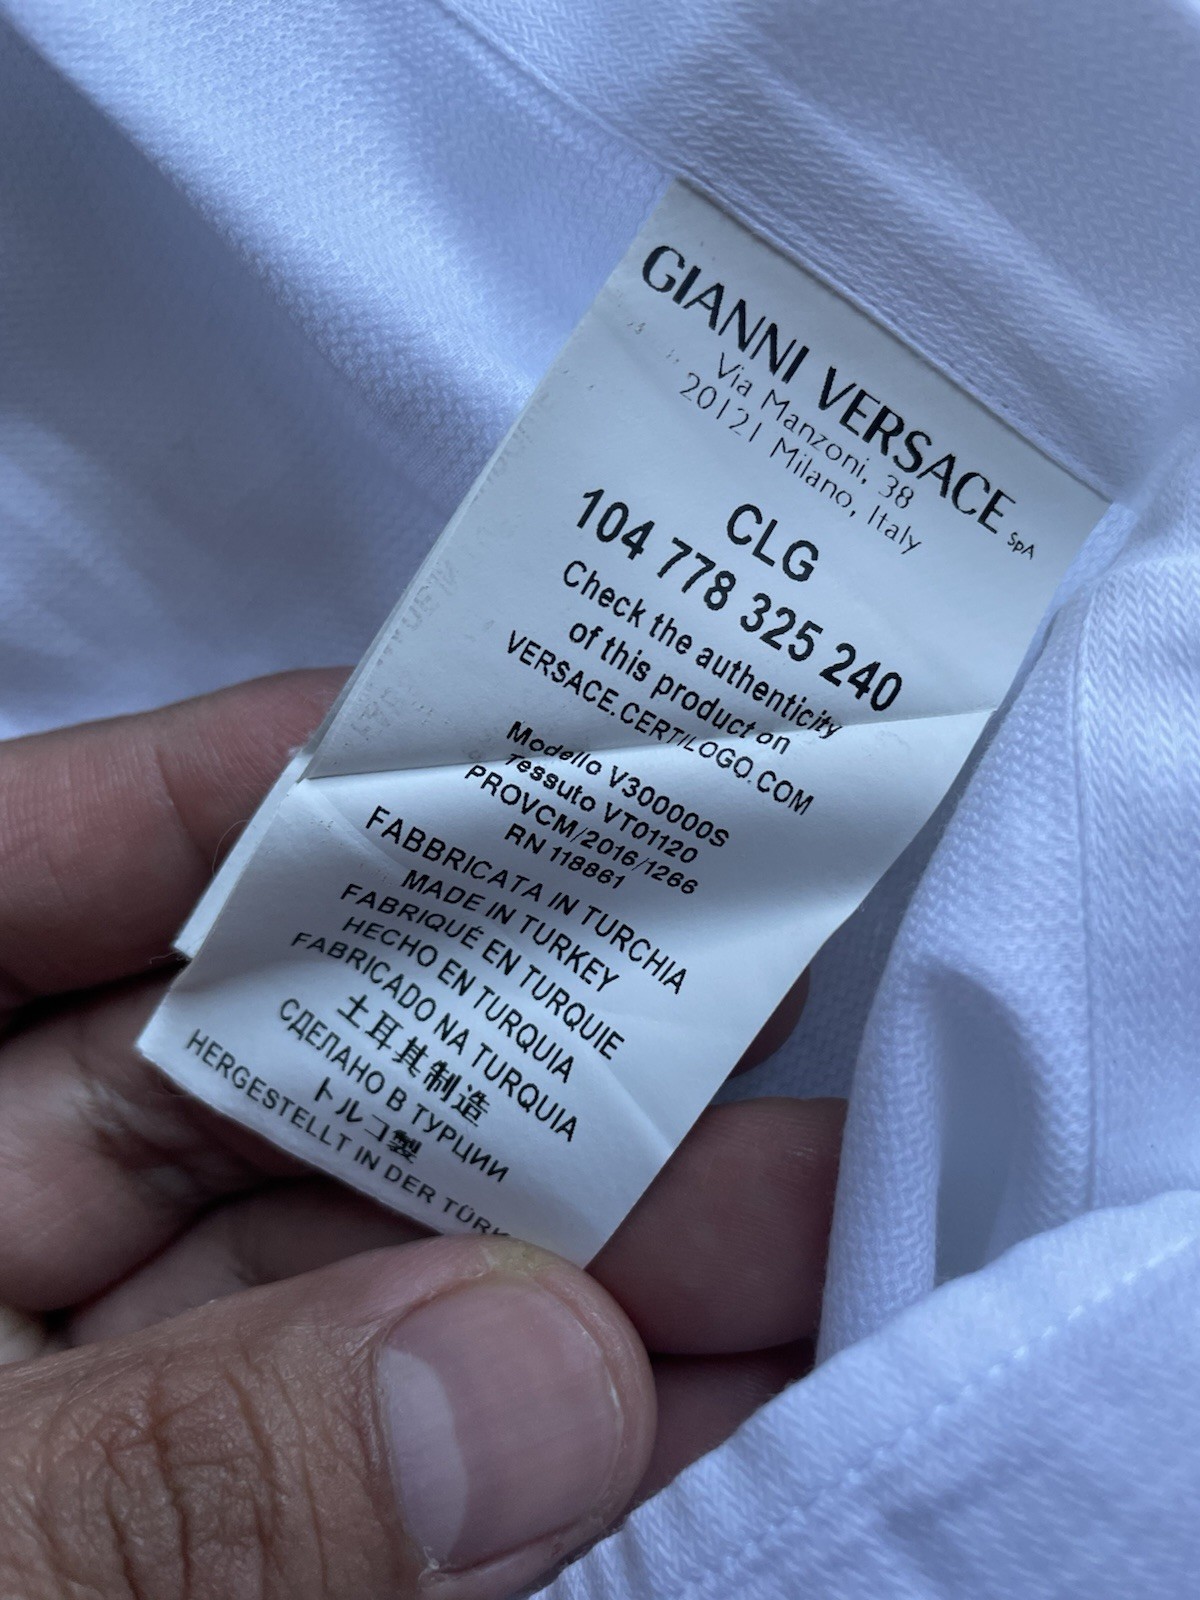 GIANNI VERSACE SpA
Via Manzoni, 38
20121 Milano, Italy
CLG
104 778 325 240
Check the authenticity
of this product on
VERSACE.CERTILOGO.COM
Modello V300000S
Tessuto VT01120
PROVCM/2016/1266
RN 118861
FABBRICATA IN TURCHIA
MADE IN TURKEY
FABRIQUÉ EN TURQUIE
HECHO EN TURQUIA
FABRICADO NA TURQUIA
土耳其制造
СДЕЛАНО В ТУРЦИИ
トルコ製
HERGESTELLT IN DER TÜRK